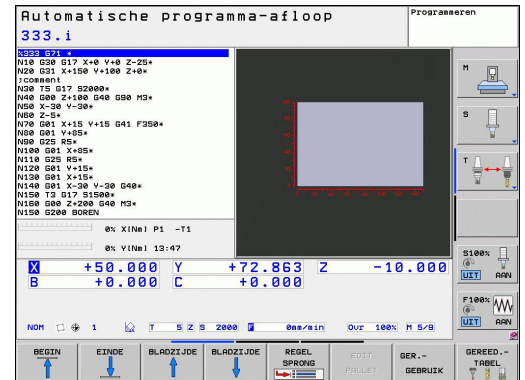 Automatische programma-afloop
Programmeren
333.i
%333 G71 *
N10 G30 G17 X+0 Y+0 Z-25*
N20 G31 X+150 Y+100 Z+0*
;comment
N30 T5 G17 S2000*
N40 G00 Z+100 G40 G90 M3*
N50 X-30 Y-30*
N60 Z-5*
N70 G01 X+15 Y+15 G41 F350*
N80 G01 Y+85*
N90 G25 R5*
N100 G01 X+85*
N110 G25 R5*
N120 G01 Y+15*
N130 G01 X+15*
N140 G01 X-30 Y-30 G40*
N150 T3 G17 S1500*
N160 G00 Z+200 G40 M3*
N150 G200 BOREN
0% X[Nm] P1 -T1
0% Y[Nm] 13:47
X +50.000 Y +72.863 Z -10.000
B +0.000 C +0.000
NOM 1 T 5 Z S 2000 F 0mm/min Our 100% M 5/9
M
S
T
S100%
UIT AAN
F100%
UIT AAN
BEGIN
EINDE
BLADZIJDE
BLADZIJDE
REGEL SPRONG
EDIT PALLET
GER.- GEBRUIK
GEREED.- TABEL